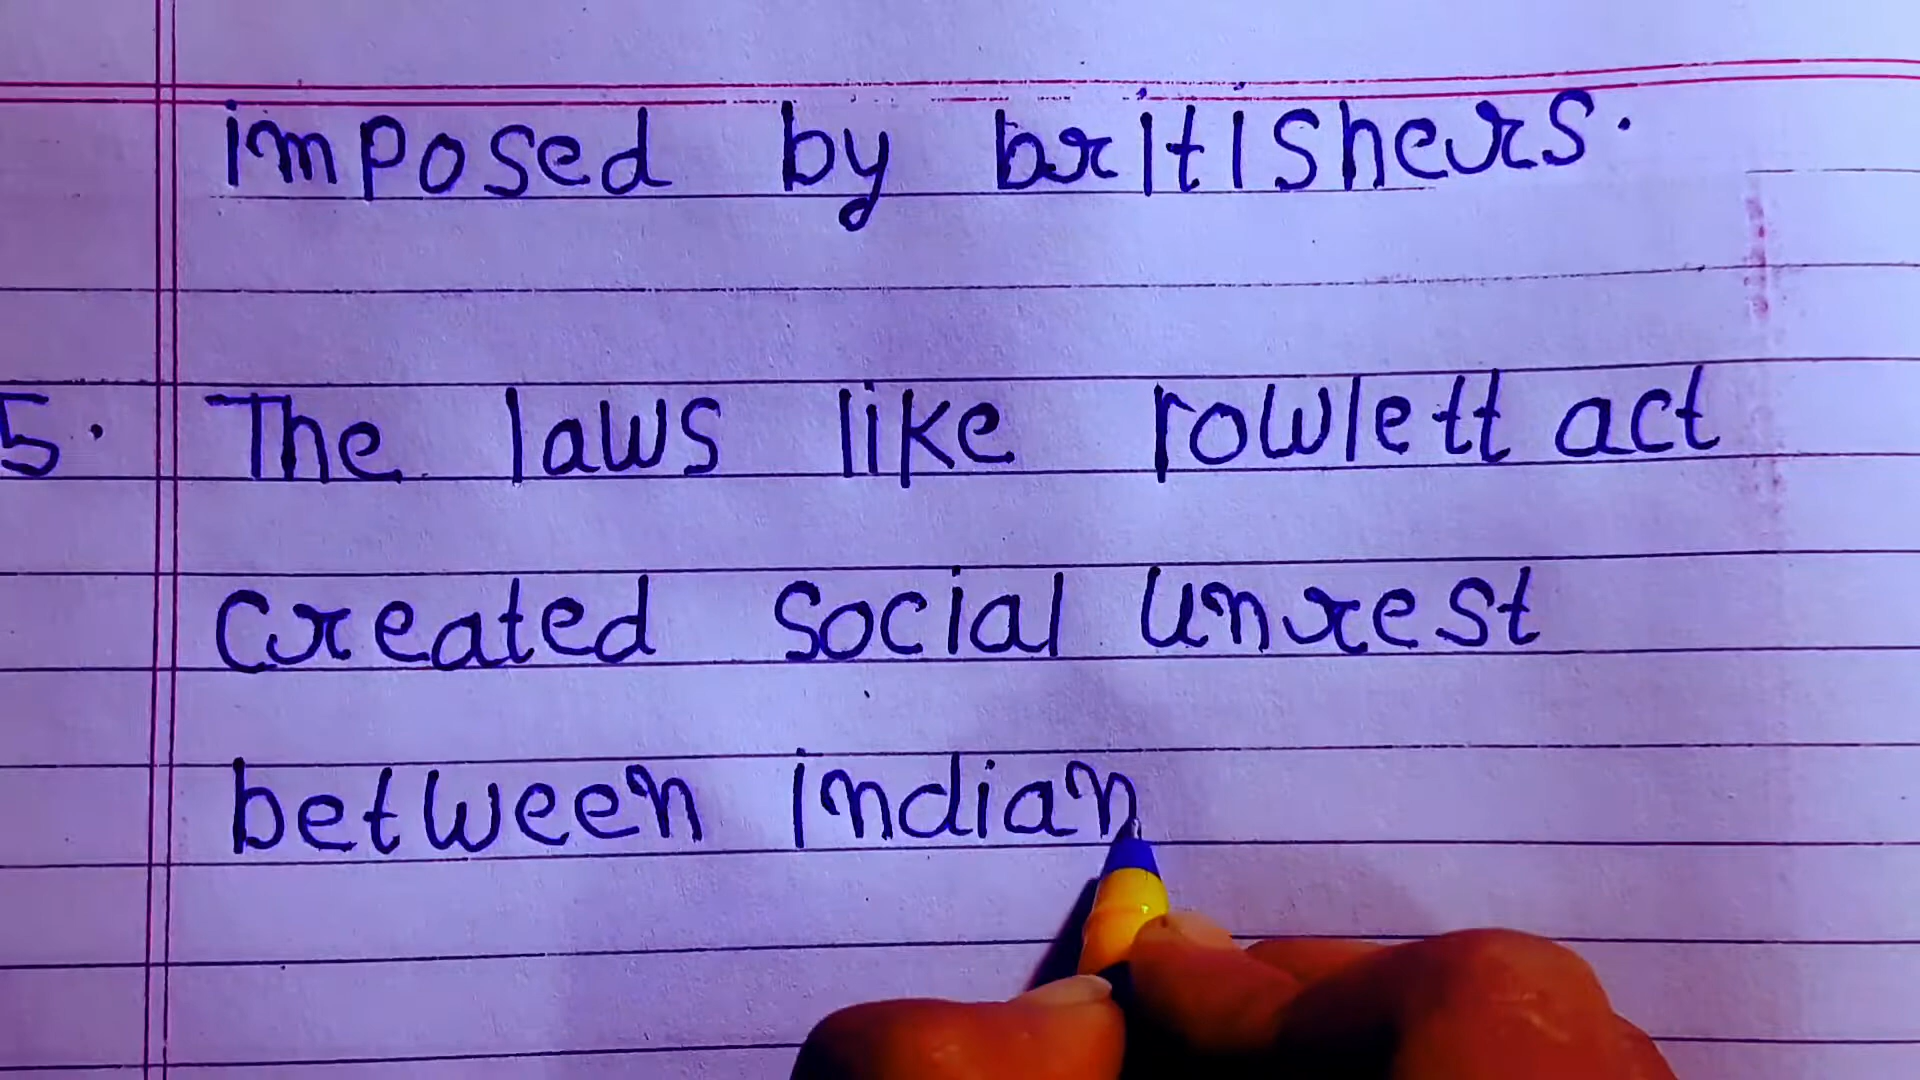 imposed by britishers.
5. The laws like rowlett act
created social unrest
between indian